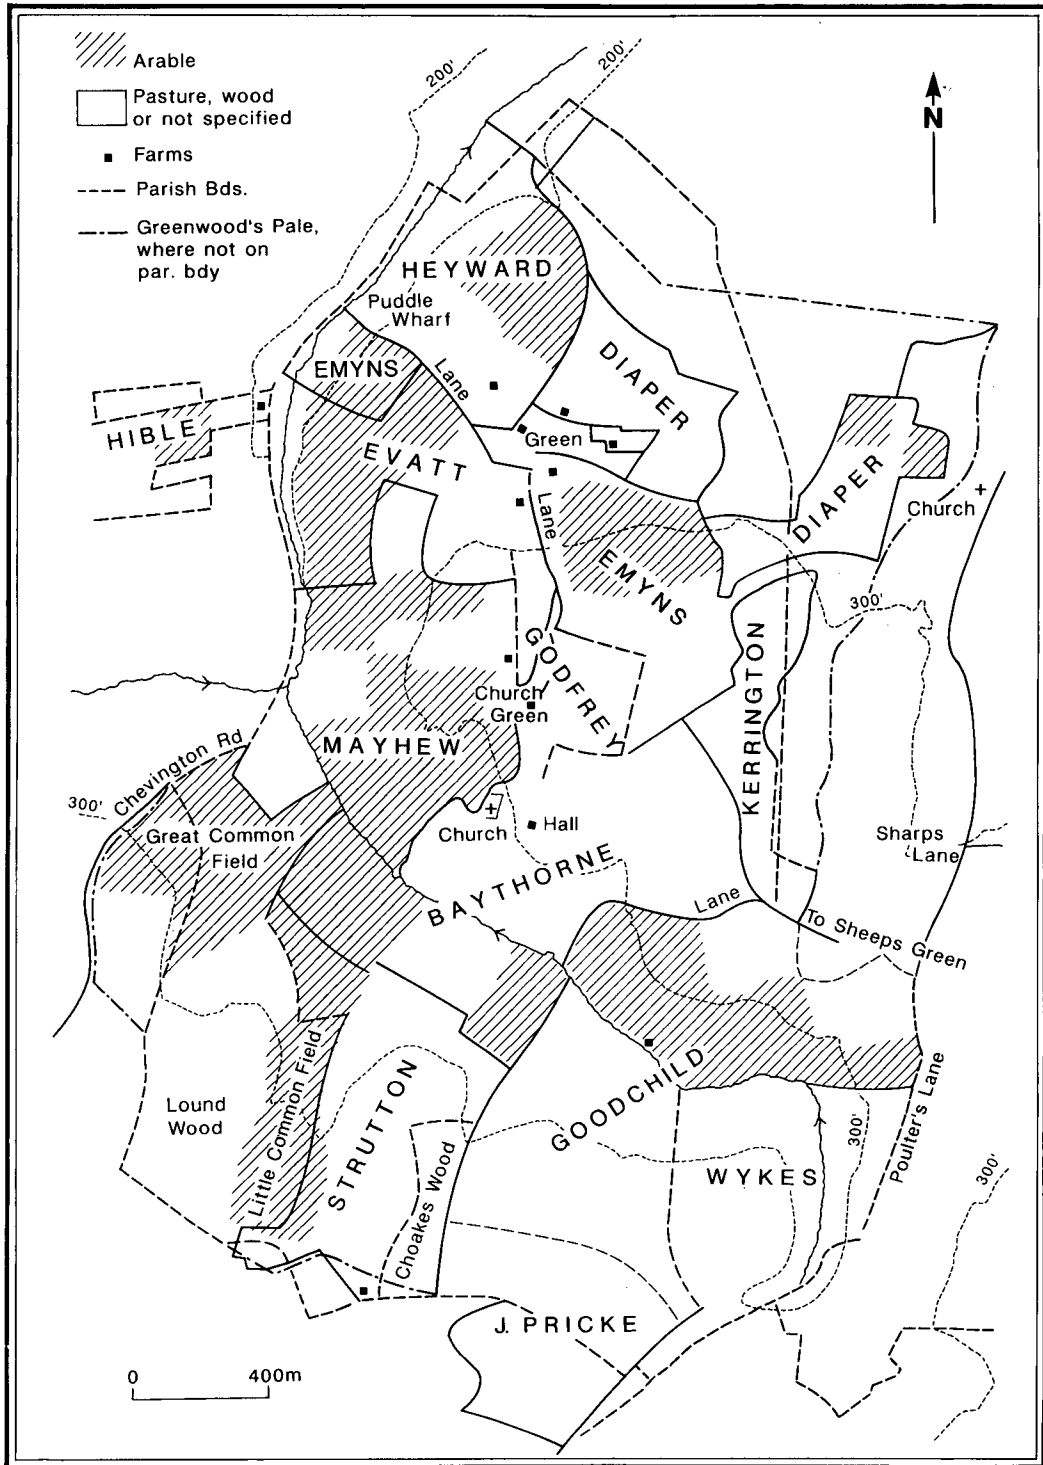 Arable
Pasture, wood
or not specified
Farms
Parish Bds.
Greenwood's Pale,
where not on
par. bdy
200'
200'
N
HEYWARD
Puddle
Wharf
Lane
EMYNS
DIAPER
HIBLE
EVATT
Green
Lane
DIAPER
Church
EMYNS
300'
GODFREY
KERRINGTON
Church
Green
MAYHEW
Chevington Rd
300'
Great Common
Field
Church
Hall
Sharps
Lane
BAYTHORNE
Lane
To Sheeps Green
Little Common Field
STRUTTON
GOODCHILD
Poulter's Lane
Lound
Wood
Choakes Wood
WYKES
300'
300'
J. PRICKE
0 400m